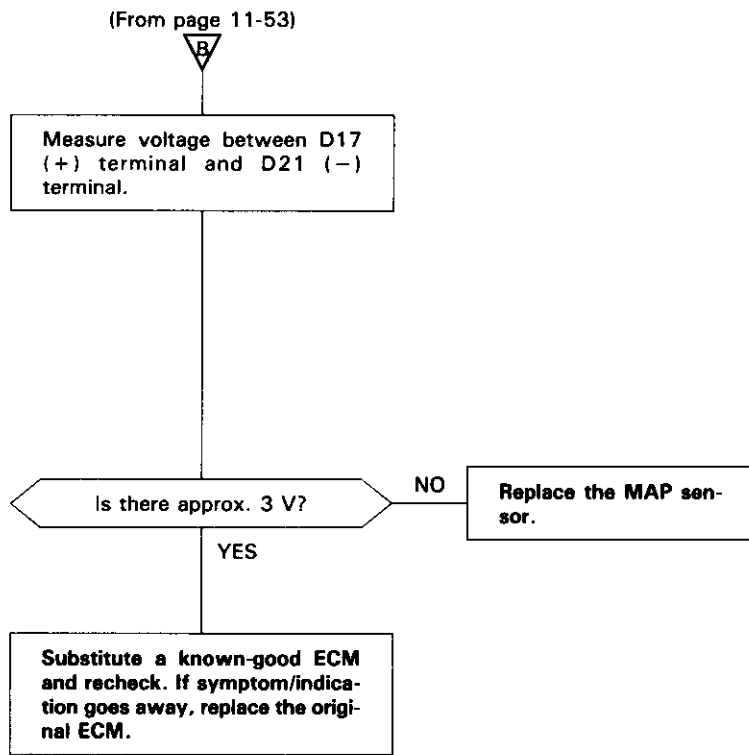 (From page 11-53)
B
Measure voltage between D17
(+) terminal and D21 (−)
terminal.
Is there approx. 3 V?
NO
Replace the MAP sen-
sor.
YES
Substitute a known-good ECM
and recheck. If symptom/indica-
tion goes away, replace the origi-
nal ECM.